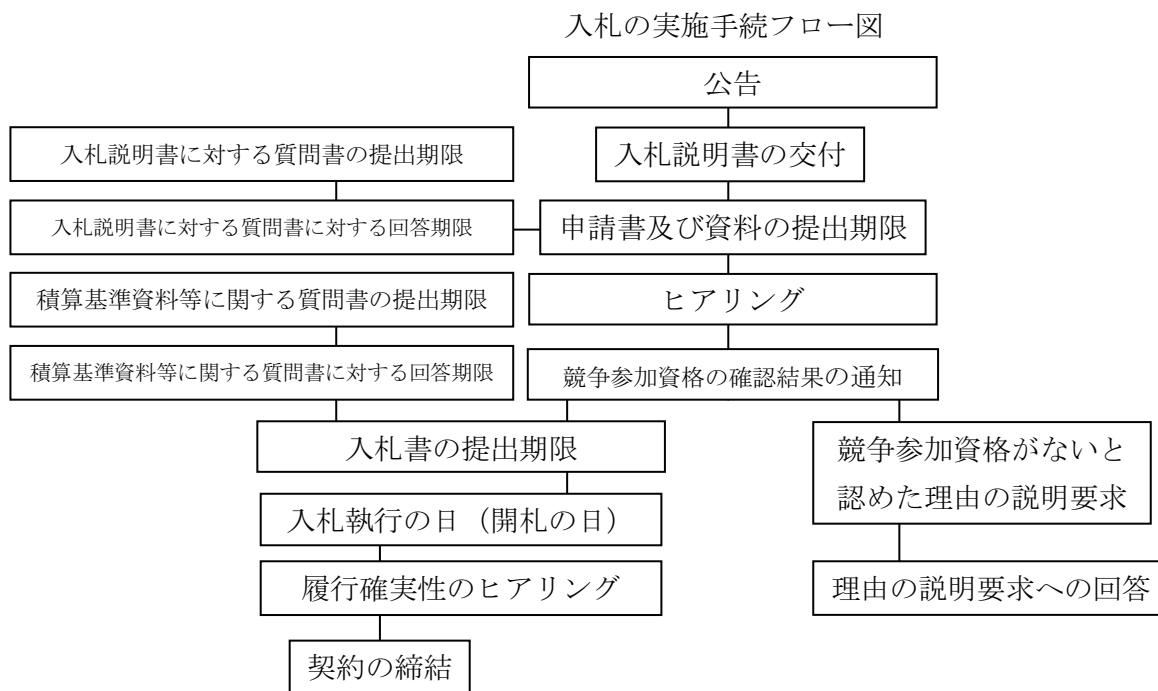 入札の実施手続フロー図
公告
入札説明書に対する質問書の提出期限
入札説明書の交付
入札説明書に対する質問書に対する回答期限
申請書及び資料の提出期限
積算基準資料等に関する質問書の提出期限
ヒアリング
積算基準資料等に関する質問書に対する回答期限
競争参加資格の確認結果の通知
入札書の提出期限
競争参加資格がないと
認めた理由の説明要求
入札執行の日（開札の日）
履行確実性のヒアリング
理由の説明要求への回答
契約の締結